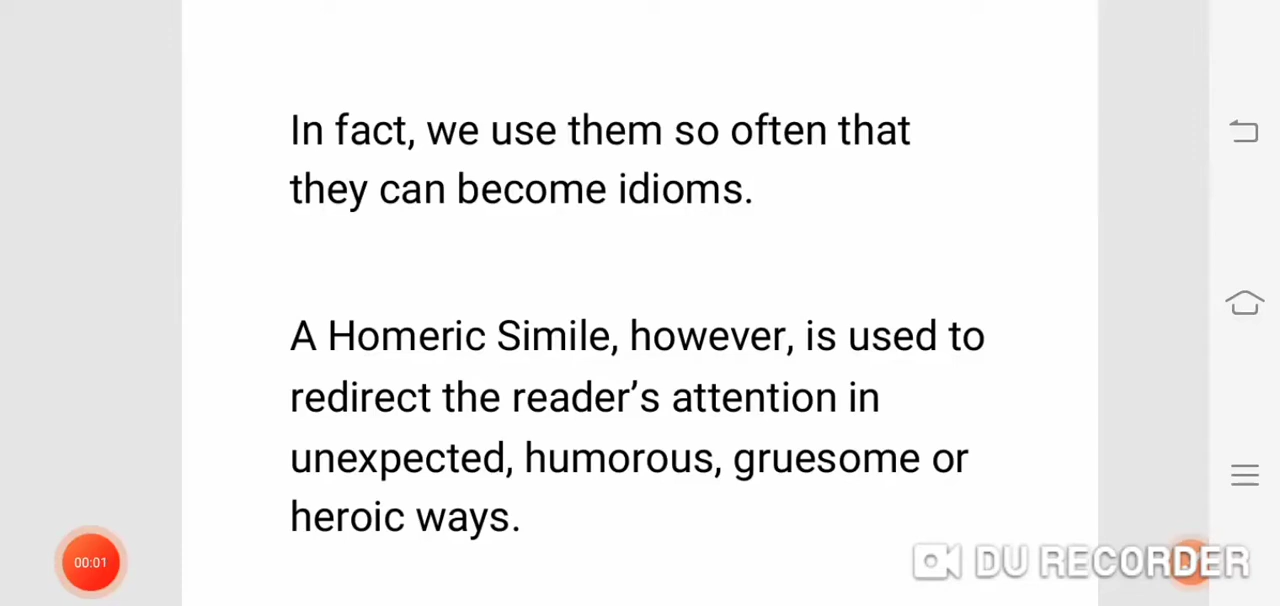 In fact, we use them so often that
they can become idioms.
A Homeric Simile, however, is used to
redirect the reader’s attention in
unexpected, humorous, gruesome or
heroic ways.
00:01
DU RECORDER